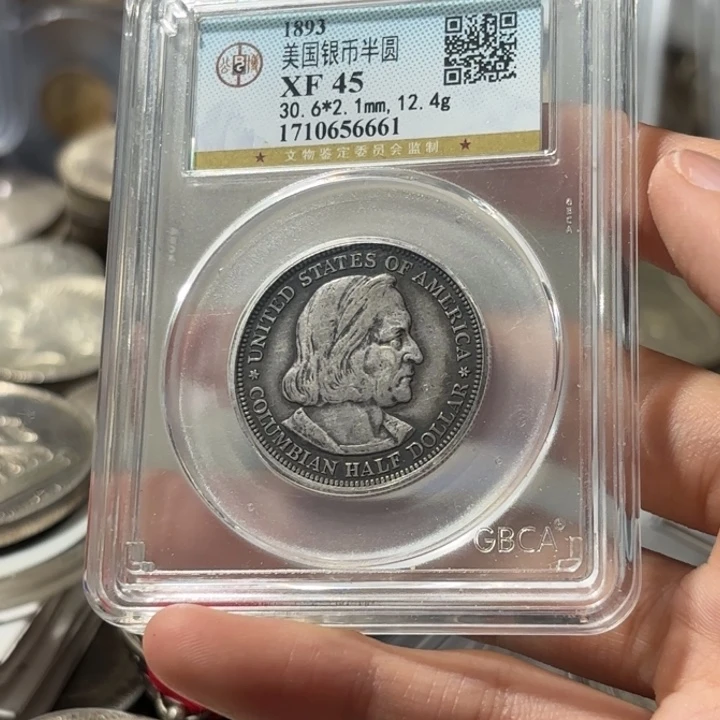 1893
美国银币半圆
XF 45
30.6*2.1mm, 12.4g
1710656661
★ 文物鉴定委员会监制 ★
GBCA
UNITED STATES OF AMERICA
* COLUMBIAN HALF DOLLAR *
GBCA®